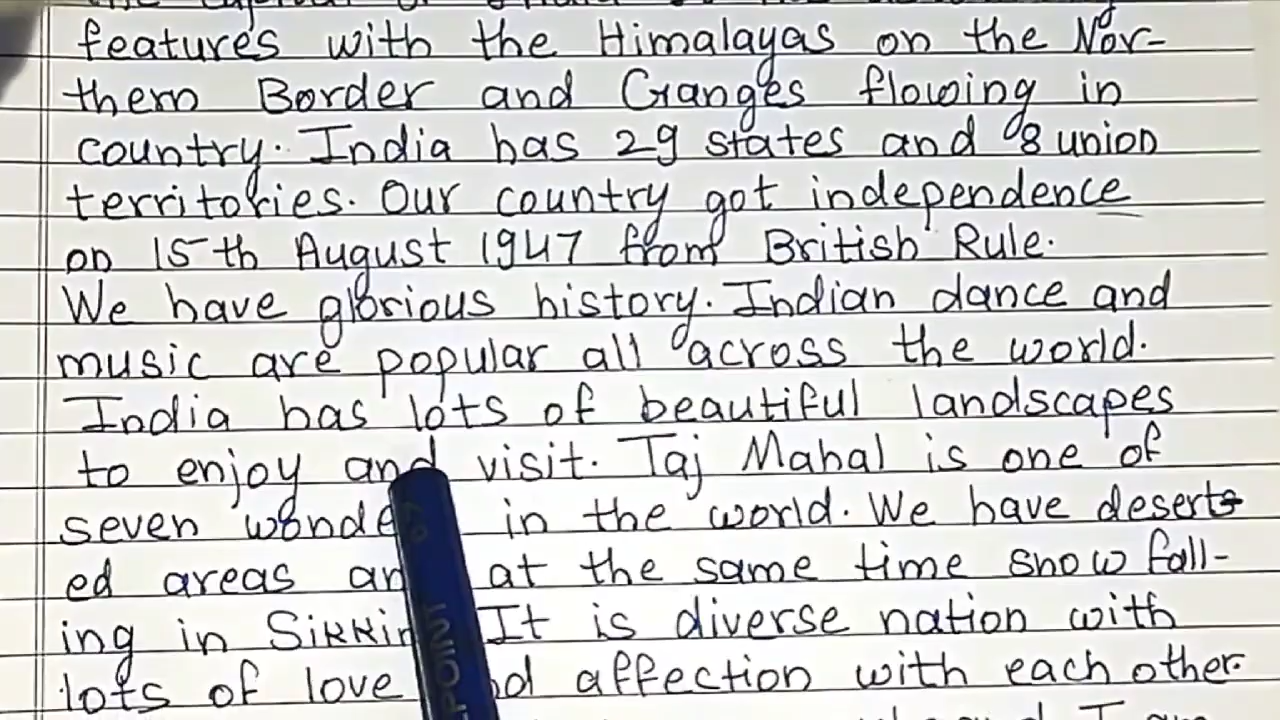 features with the Himalayas on the Nor-
thern Border and Ganges flowing in
country. India has 29 states and 8 union
territories. Our country got independence
on 15th August 1947 from British Rule.
We have glorious history. Indian dance and
music are popular all across the world.
India has lots of beautiful landscapes
to enjoy and visit. Taj Mahal is one of
seven in the world. We have desert-
ed areas at the same time snow fall-
ing in It is diverse nation with
lots of love affection with each other.